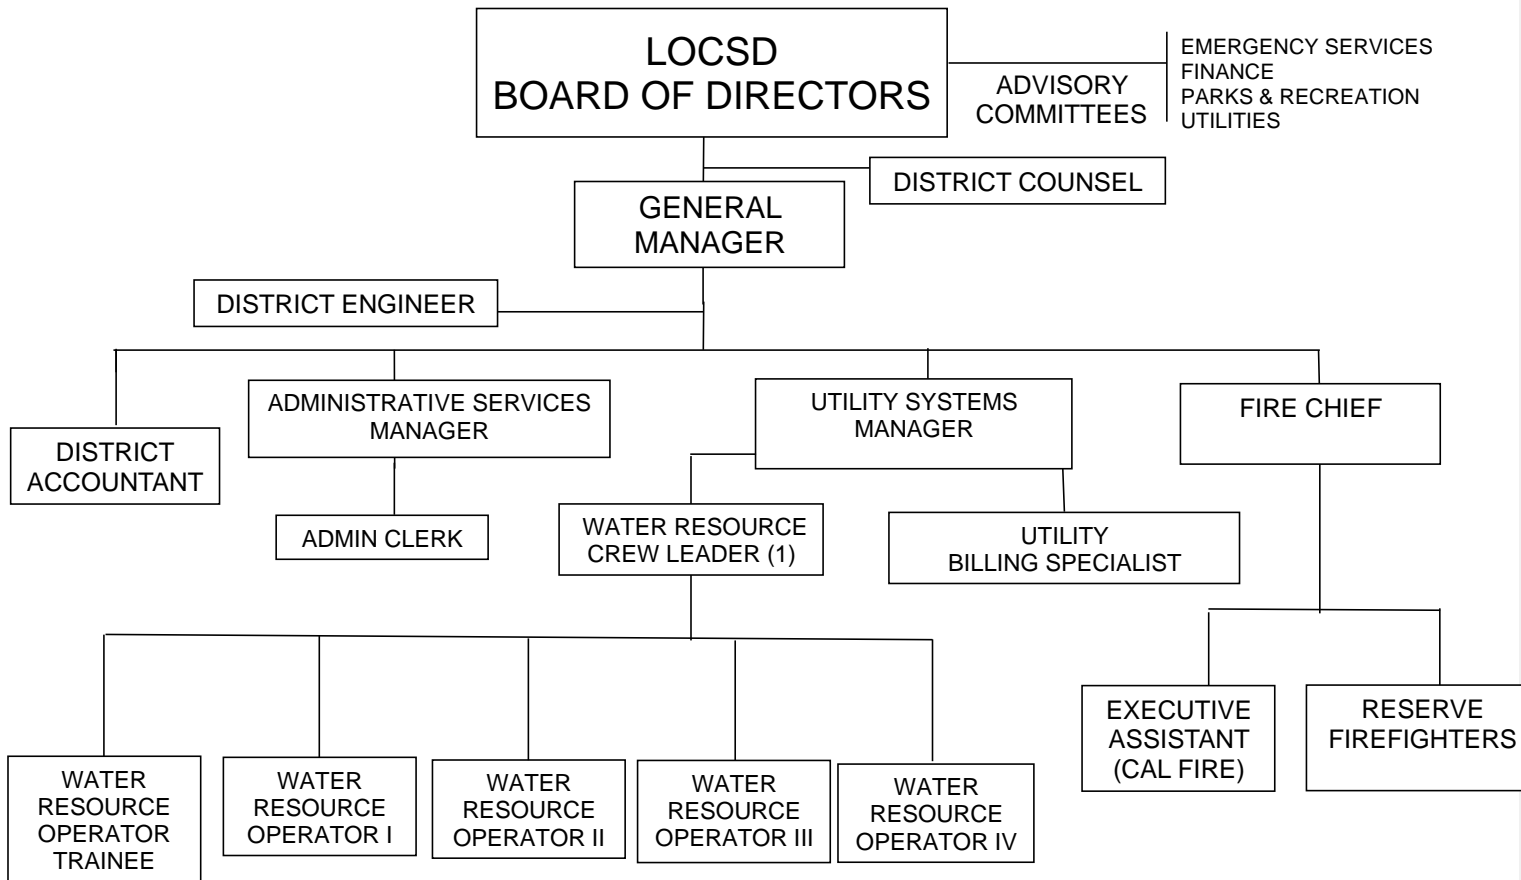 LOCSD
BOARD OF DIRECTORS
ADVISORY
COMMITTEES
EMERGENCY SERVICES
FINANCE
PARKS & RECREATION
UTILITIES
DISTRICT COUNSEL
GENERAL
MANAGER
DISTRICT ENGINEER
DISTRICT
ACCOUNTANT
ADMINISTRATIVE SERVICES
MANAGER
UTILITY SYSTEMS
MANAGER
FIRE CHIEF
ADMIN CLERK
WATER RESOURCE
CREW LEADER (1)
UTILITY
BILLING SPECIALIST
EXECUTIVE
ASSISTANT
(CAL FIRE)
RESERVE
FIREFIGHTERS
WATER
RESOURCE
OPERATOR
TRAINEE
WATER
RESOURCE
OPERATOR I
WATER
RESOURCE
OPERATOR II
WATER
RESOURCE
OPERATOR III
WATER
RESOURCE
OPERATOR IV